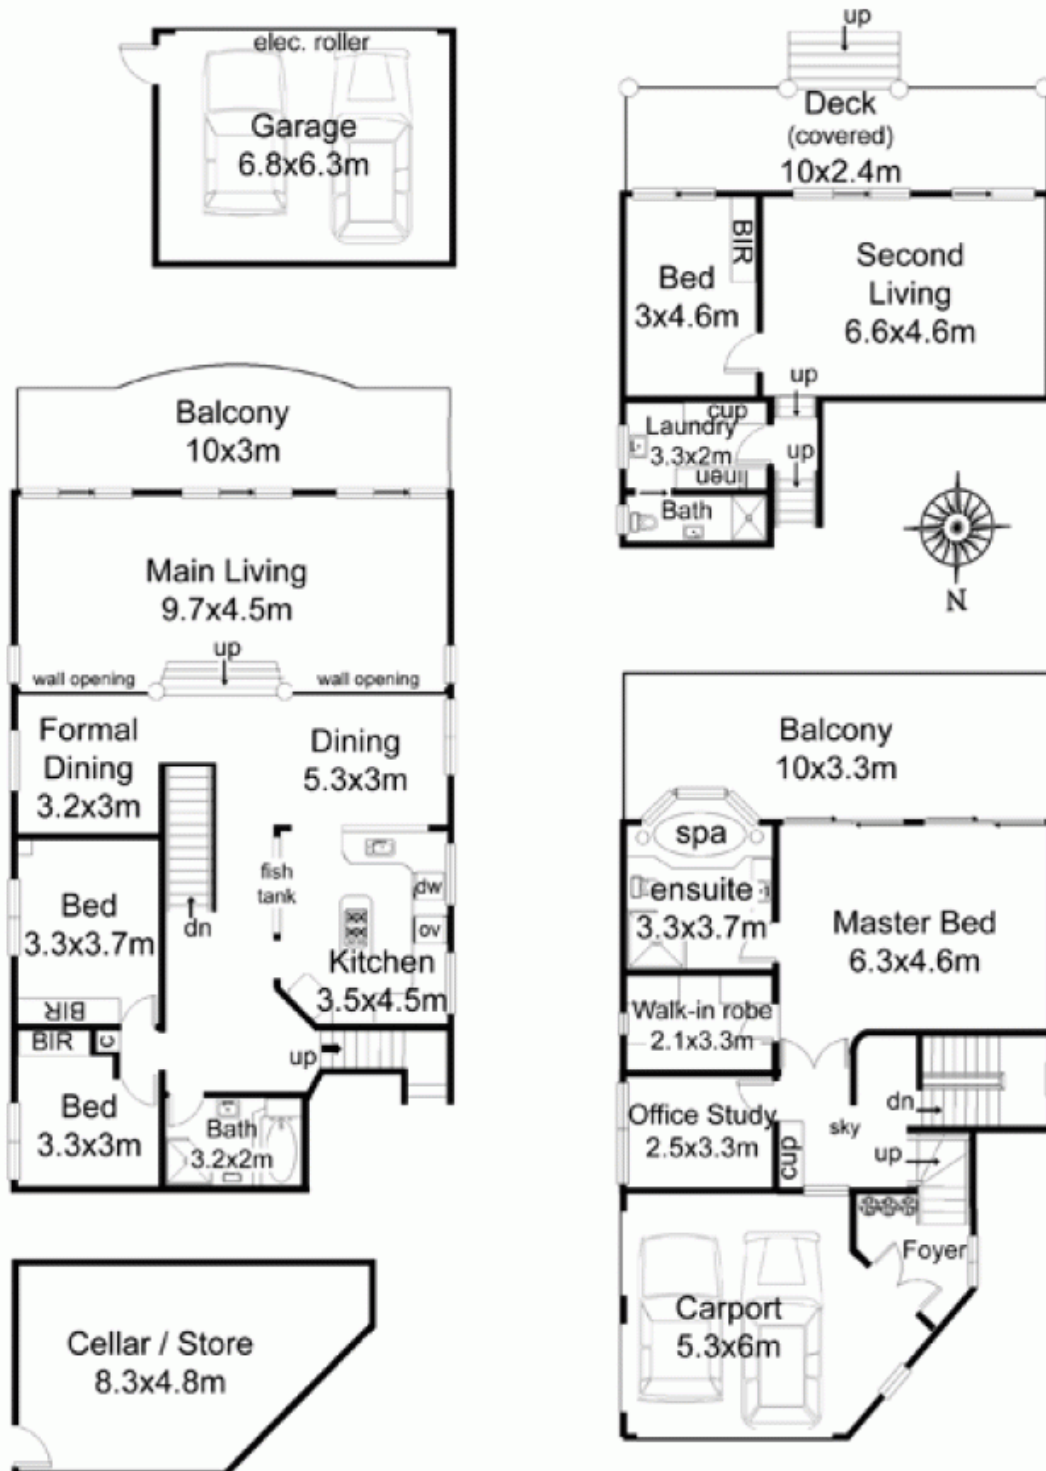 elec. roller
Garage
6.8x6.3m
up
Deck
(covered)
10x2.4m
BIR
Bed
3x4.6m
Second
Living
6.6x4.6m
up
cup
Laundry
3.3x2m
up
linen
Bath
N
Balcony
10x3m
Main Living
9.7x4.5m
up
wall opening
wall opening
Formal
Dining
3.2x3m
Dining
5.3x3m
fish
tank
dn
dw
ov
Bed
3.3x3.7m
BIR
Kitchen
3.5x4.5m
BIR
c
up
Bed
3.3x3m
Bath
3.2x2m
Balcony
10x3.3m
spa
ensuite
3.3x3.7m
Master Bed
6.3x4.6m
Walk-in robe
2.1x3.3m
Office Study
2.5x3.3m
cup
sky
dn
up
Foyer
Carport
5.3x6m
Cellar / Store
8.3x4.8m